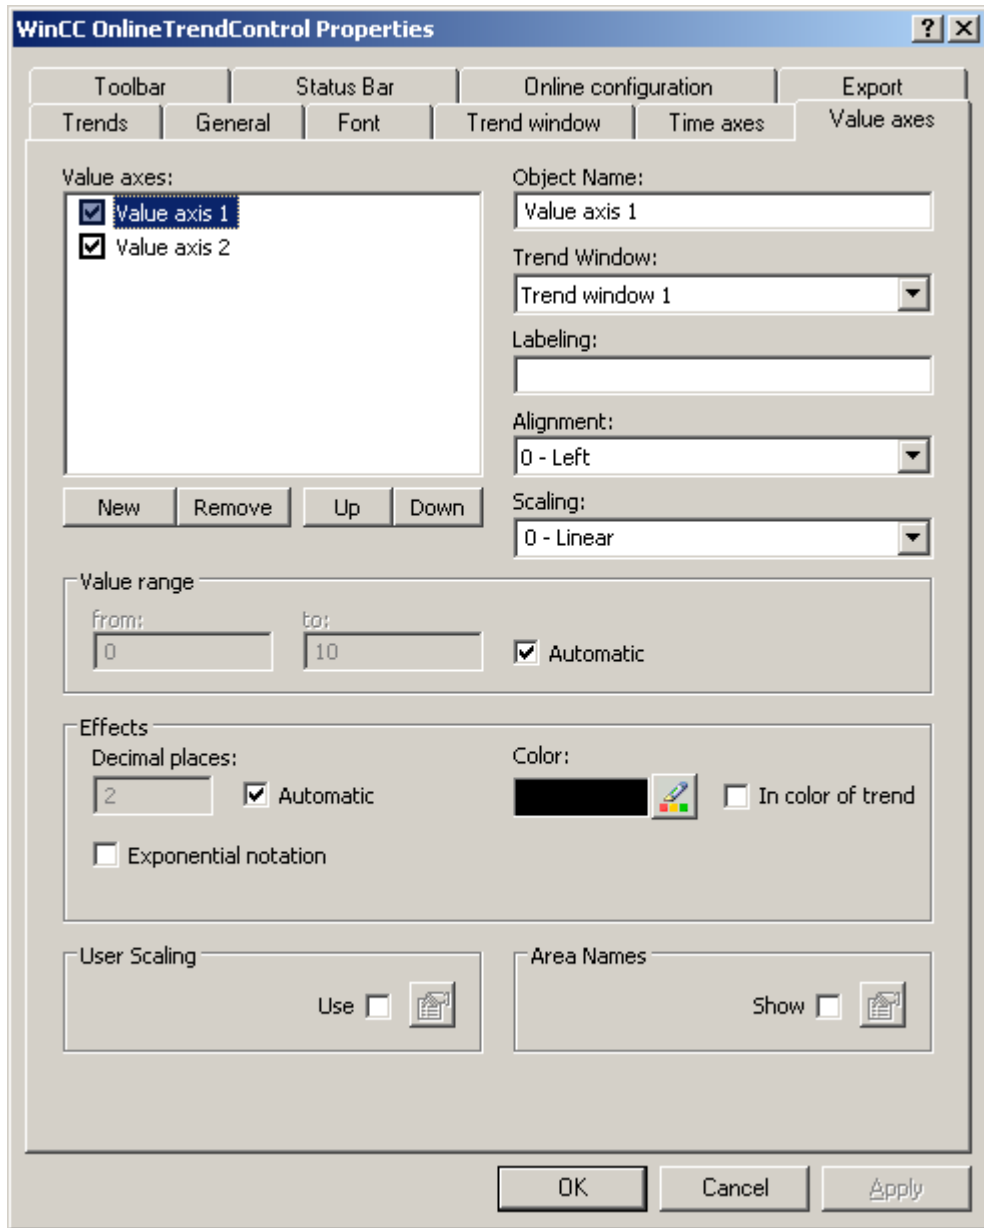 WinCC OnlineTrendControl Properties
Toolbar Status Bar Online configuration Export
Trends General Font Trend window Time axes Value axes
Value axes:
Value axis 1
Value axis 2
New Remove Up Down
Object Name:
Value axis 1
Trend Window:
Trend window 1
Labeling:
Alignment:
0 - Left
Scaling:
0 - Linear
Value range
from: to:
0 10 Automatic
Effects
Decimal places: Color:
2 Automatic In color of trend
Exponential notation
User Scaling Area Names
Use Show
OK Cancel Apply